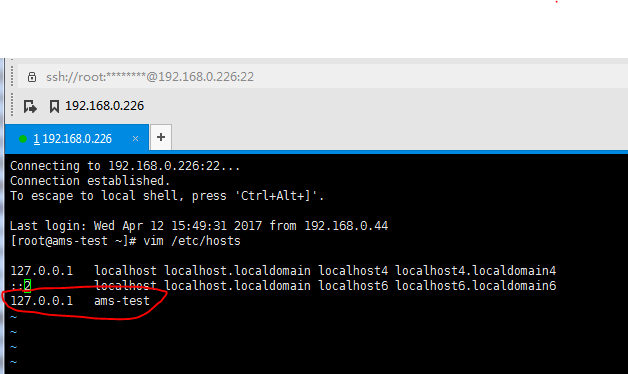 ssh://root:********@192.168.0.226:22
192.168.0.226
1 192.168.0.226 × +
Connecting to 192.168.0.226:22...
Connection established.
To escape to local shell, press 'Ctrl+Alt+]'.
Last login: Wed Apr 12 15:49:31 2017 from 192.168.0.44
[root@ams-test ~]# vim /etc/hosts
127.0.0.1 localhost localhost.localdomain localhost4 localhost4.localdomain4
::2 localhost localhost.localdomain localhost6 localhost6.localdomain6
127.0.0.1 ams-test
~
~
~
~